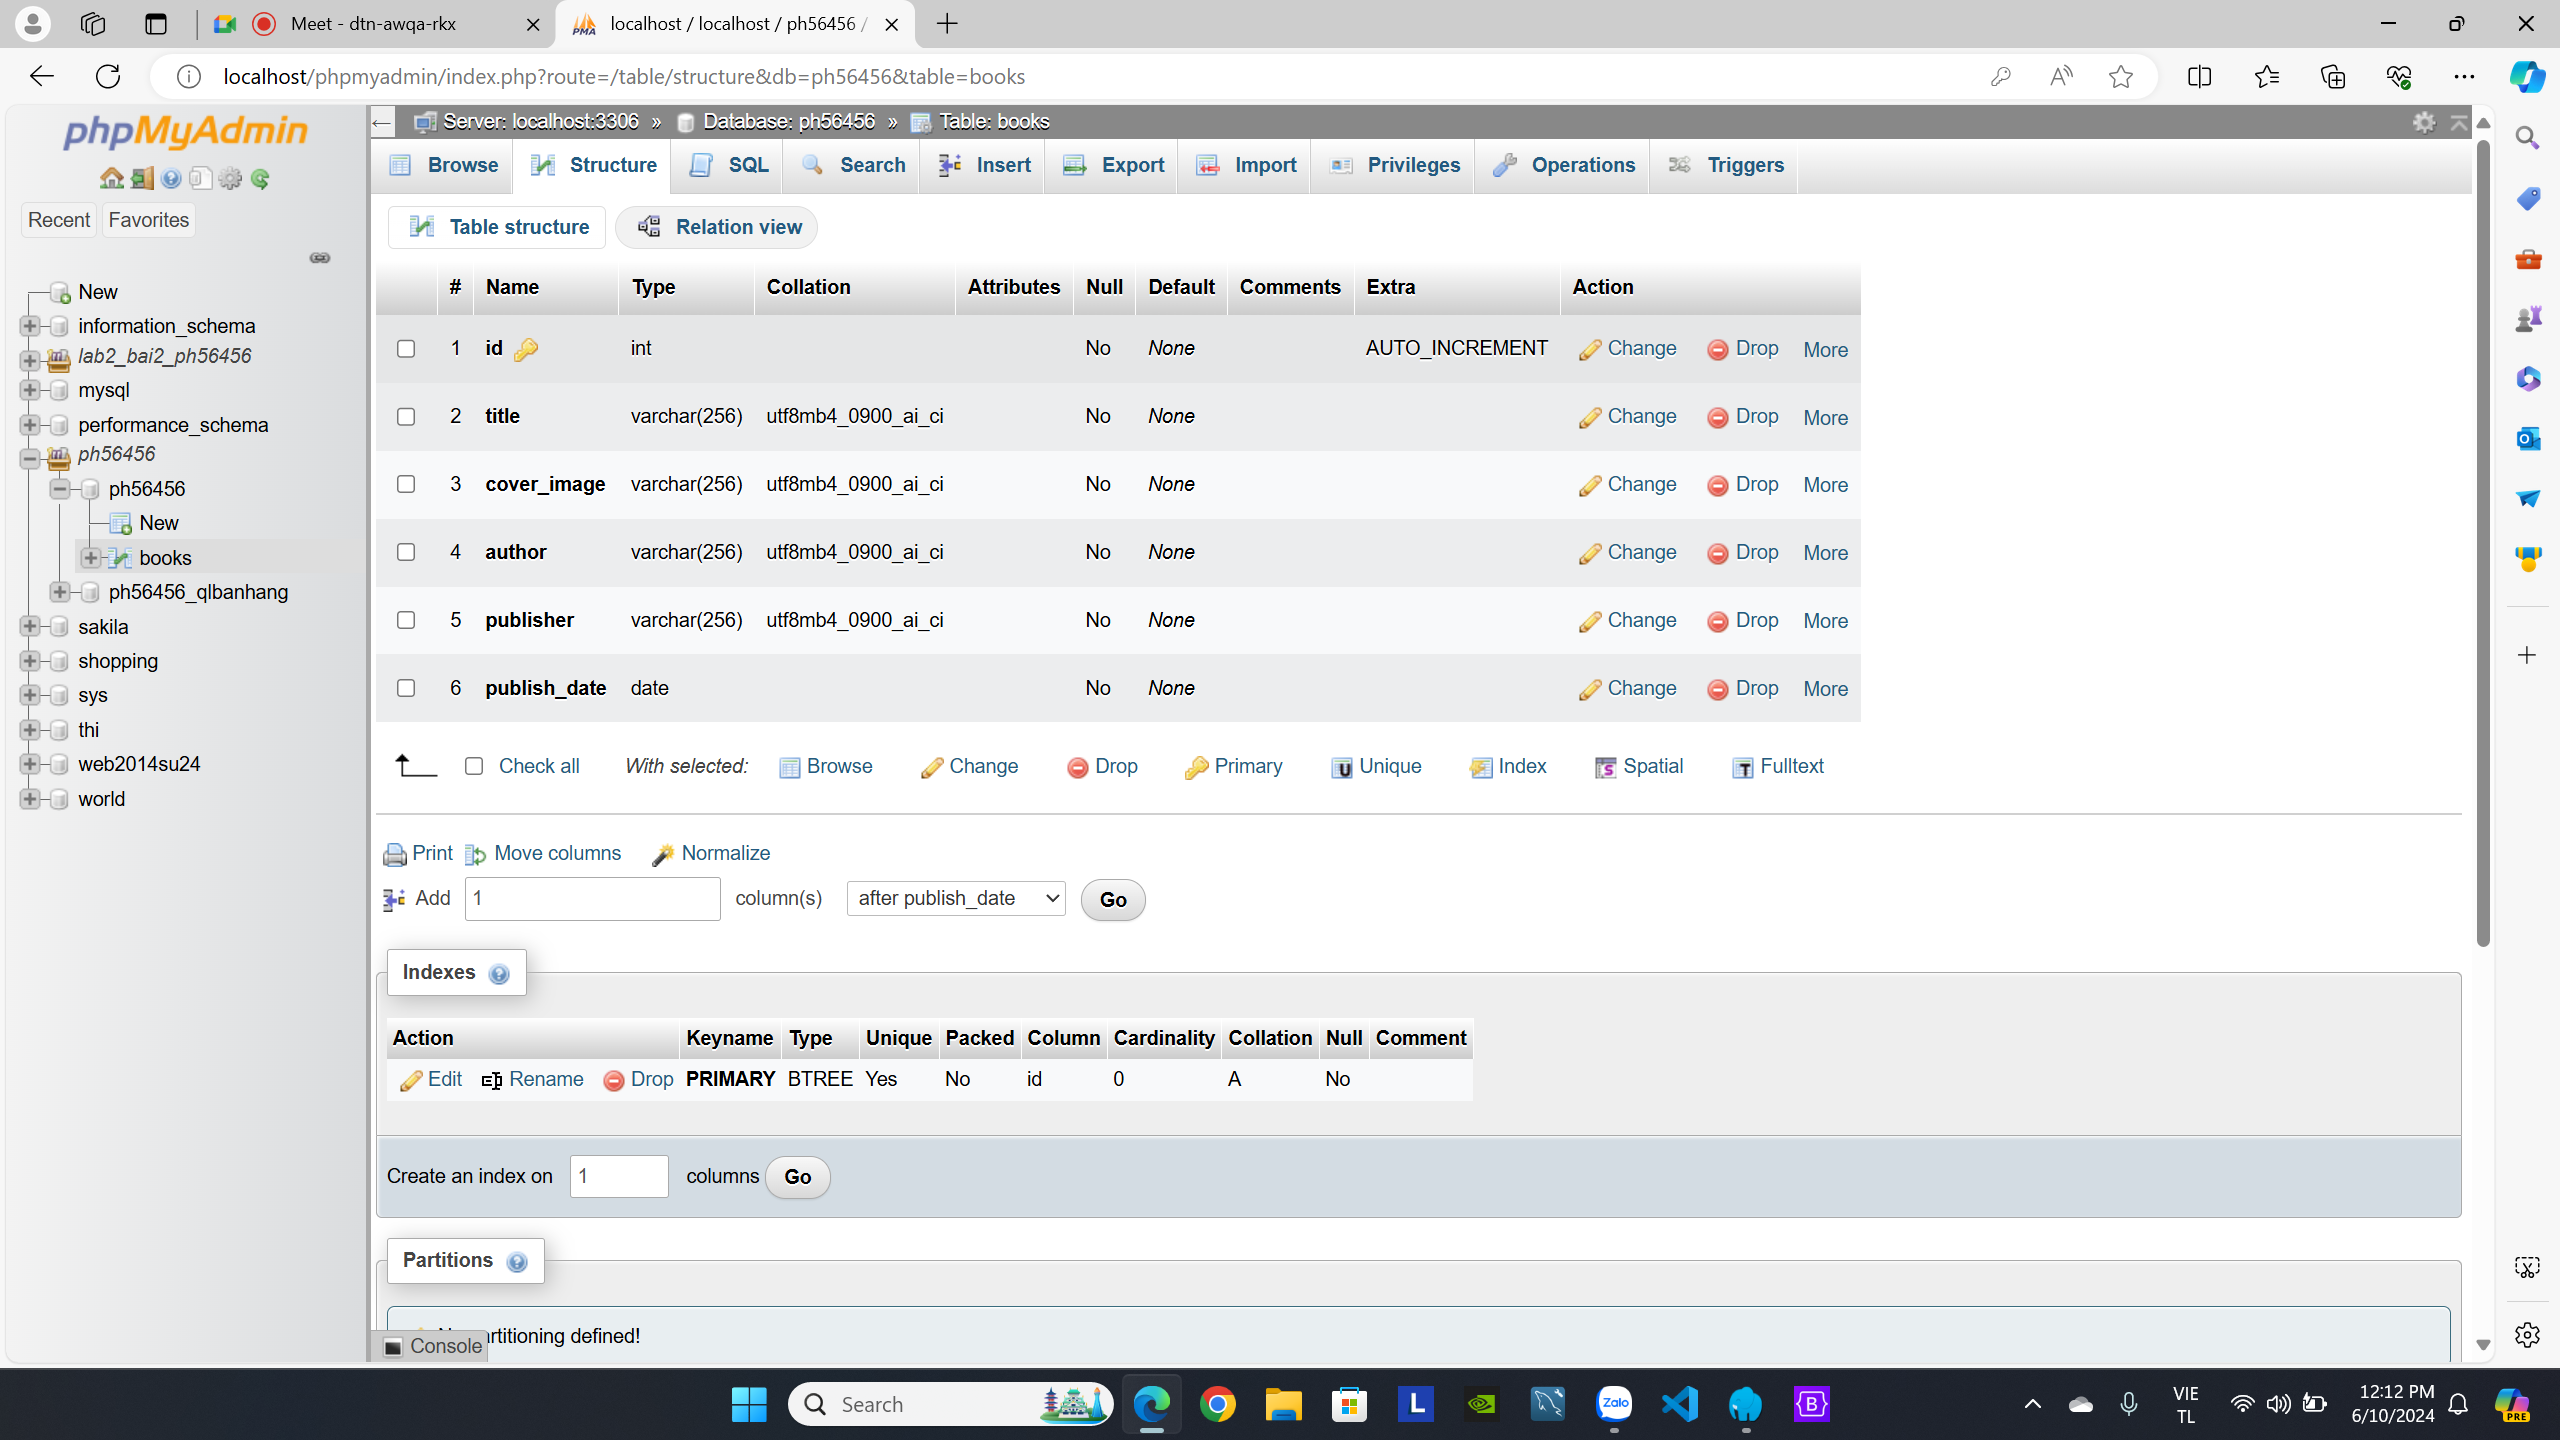 Meet - dtn-awqa-rkx
localhost / localhost / ph56456 /
localhost/phpmyadmin/index.php?route=/table/structure&db=ph56456&table=books
phpMyAdmin
Recent Favorites
New
information_schema
lab2_bai2_ph56456
mysql
performance_schema
ph56456
ph56456
New
books
ph56456_qlbanhang
sakila
shopping
sys
thi
web2014su24
world
Server: localhost:3306 » Database: ph56456 » Table: books
Browse Structure SQL Search Insert Export Import Privileges Operations Triggers
Table structure Relation view
# Name Type Collation Attributes Null Default Comments Extra Action
1 id int No None AUTO_INCREMENT Change Drop More
2 title varchar(256) utf8mb4_0900_ai_ci No None Change Drop More
3 cover_image varchar(256) utf8mb4_0900_ai_ci No None Change Drop More
4 author varchar(256) utf8mb4_0900_ai_ci No None Change Drop More
5 publisher varchar(256) utf8mb4_0900_ai_ci No None Change Drop More
6 publish_date date No None Change Drop More
Check all With selected: Browse Change Drop Primary Unique Index Spatial Fulltext
Print Move columns Normalize
Add 1 column(s) after publish_date Go
Indexes
Action Keyname Type Unique Packed Column Cardinality Collation Null Comment
Edit Rename Drop PRIMARY BTREE Yes No id 0 A No
Create an index on 1 columns Go
Partitions
rtitioning defined!
Console
Search
L
Zalo
B
VIE
TL
12:12 PM
6/10/2024
PRE